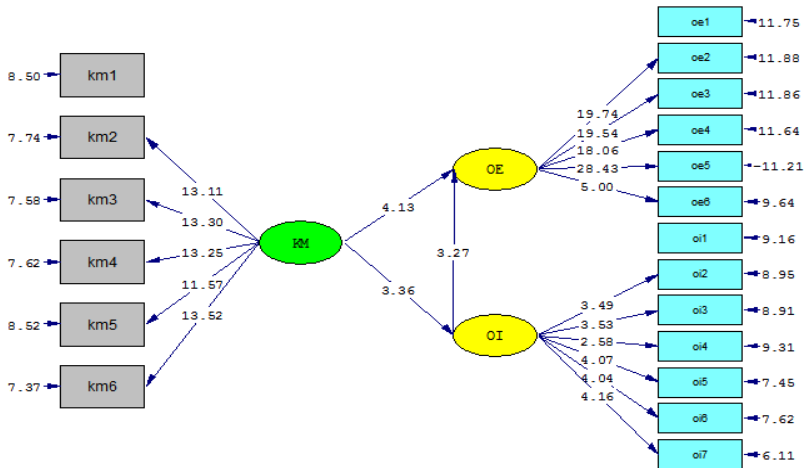 oe1 11.75
oe2 11.88
8.50 km1 oe3 11.86
19.74
7.74 km2 19.54 oe4 11.64
18.06
28.43 oe5 -11.21
13.11 OE 5.00
7.58 km3 13.30 4.13 oe6 9.64
13.25 KM oi1 9.16
7.62 km4 11.57 3.27
13.52 3.36 oi2 8.95
3.49
7.52 km5 3.53 oi3 8.91
OI 2.58
4.07 oi4 9.31
7.37 km6 4.04 oi5 7.45
4.16
oi6 7.62
oi7 6.11